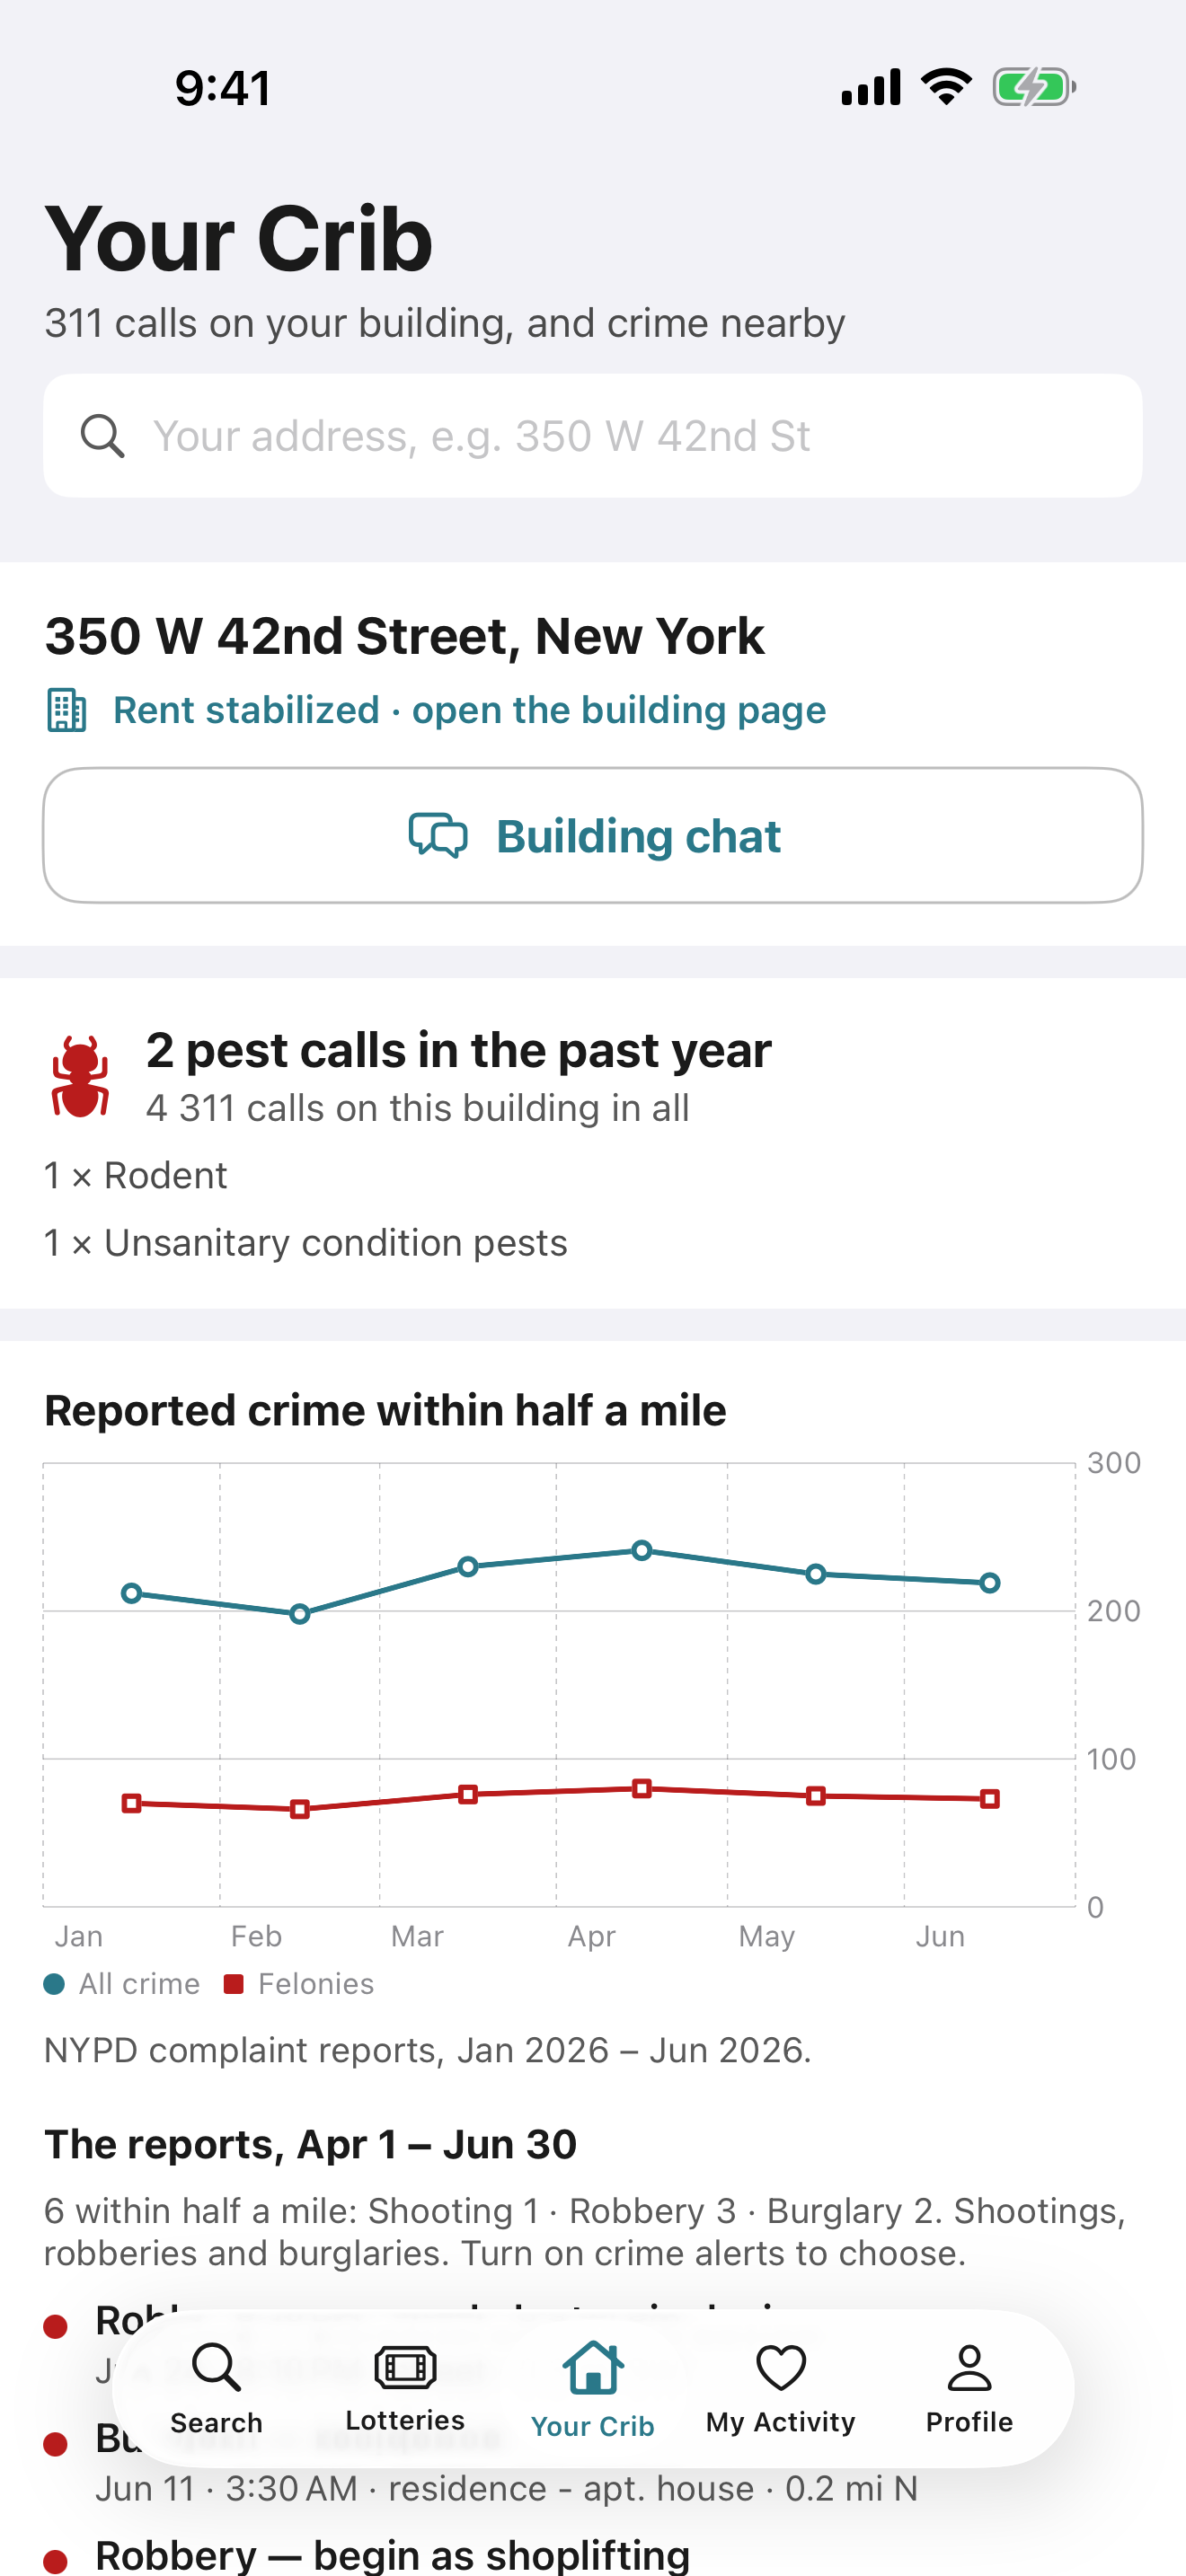 9:41
Your Crib
311 calls on your building, and crime nearby
Your address, e.g. 350 W 42nd St
350 W 42nd Street, New York
Rent stabilized · open the building page
Building chat
2 pest calls in the past year
4 311 calls on this building in all
1 × Rodent
1 × Unsanitary condition pests
Reported crime within half a mile
300
200
100
0
Jan Feb Mar Apr May Jun
All crime Felonies
NYPD complaint reports, Jan 2026 – Jun 2026.
The reports, Apr 1 – Jun 30
6 within half a mile: Shooting 1 · Robbery 3 · Burglary 2. Shootings,
robberies and burglaries. Turn on crime alerts to choose.
Search Lotteries Your Crib My Activity Profile
Jun 11 · 3:30 AM · residence - apt. house · 0.2 mi N
Robbery — begin as shoplifting